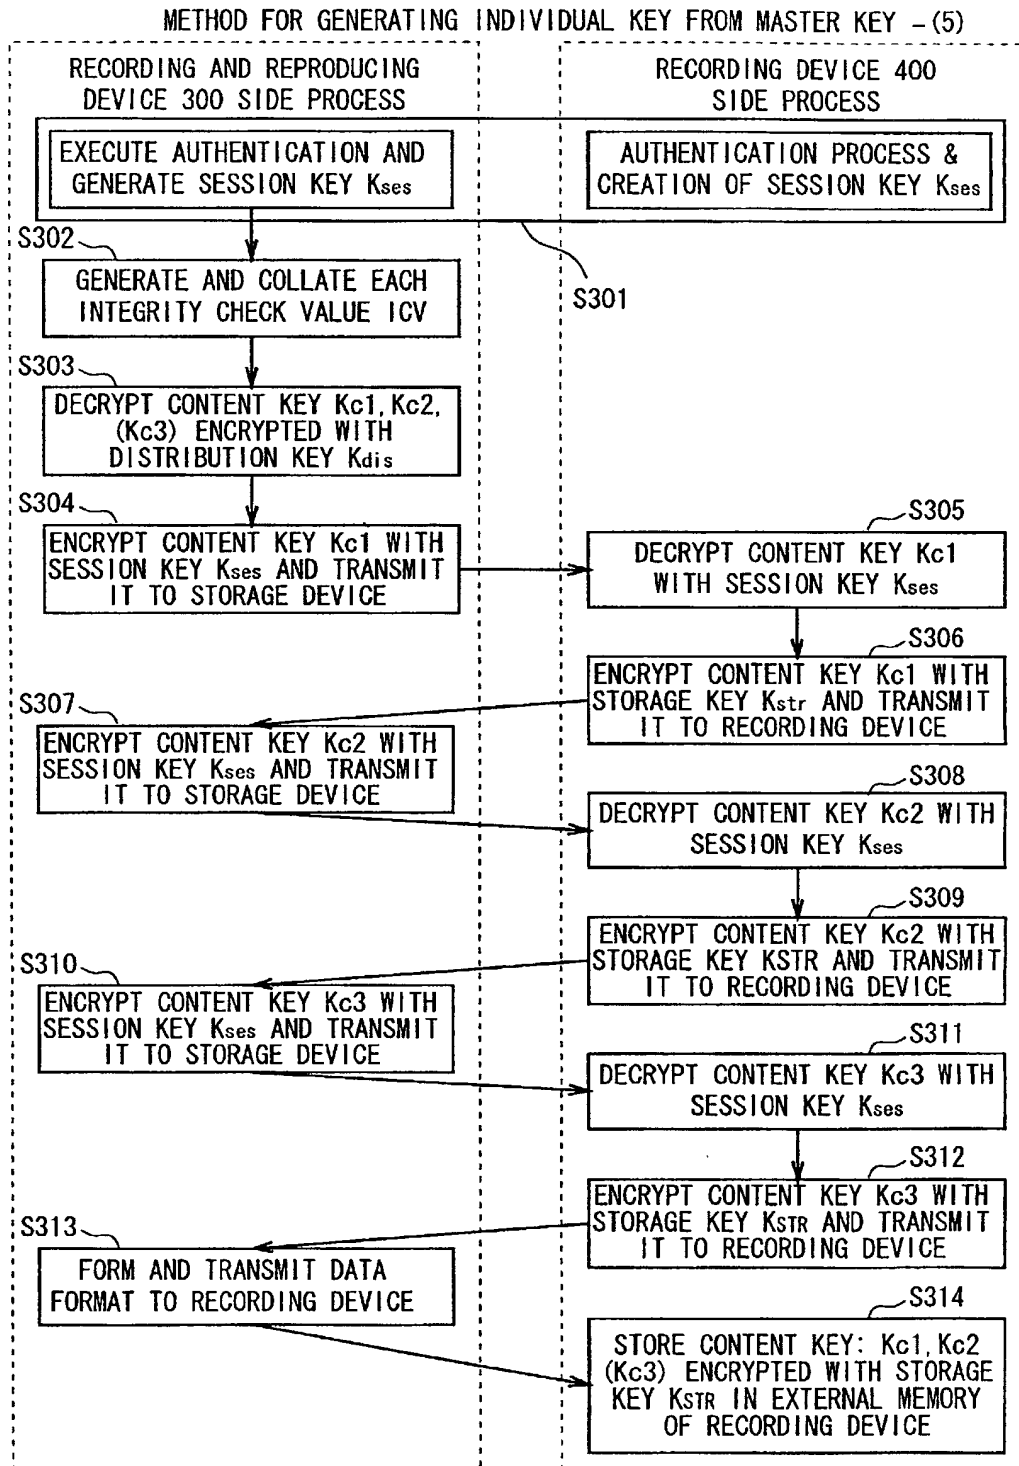 METHOD FOR GENERATING INDIVIDUAL KEY FROM MASTER KEY - (5)
RECORDING AND REPRODUCING
DEVICE 300 SIDE PROCESS
RECORDING DEVICE 400
SIDE PROCESS
EXECUTE AUTHENTICATION AND
GENERATE SESSION KEY Kses
AUTHENTICATION PROCESS &
CREATION OF SESSION KEY Kses
S301
S302
GENERATE AND COLLATE EACH
INTEGRITY CHECK VALUE ICV
S303
DECRYPT CONTENT KEY Kc1, Kc2,
(Kc3) ENCRYPTED WITH
DISTRIBUTION KEY Kdis
S304
ENCRYPT CONTENT KEY Kc1 WITH
SESSION KEY Kses AND TRANSMIT
IT TO STORAGE DEVICE
S305
DECRYPT CONTENT KEY Kc1
WITH SESSION KEY Kses
S306
ENCRYPT CONTENT KEY Kc1 WITH
STORAGE KEY Kstr AND TRANSMIT
IT TO RECORDING DEVICE
S307
ENCRYPT CONTENT KEY Kc2 WITH
SESSION KEY Kses AND TRANSMIT
IT TO STORAGE DEVICE
S308
DECRYPT CONTENT KEY Kc2 WITH
SESSION KEY Kses
S309
ENCRYPT CONTENT KEY Kc2 WITH
STORAGE KEY KSTR AND TRANSMIT
IT TO RECORDING DEVICE
S310
ENCRYPT CONTENT KEY Kc3 WITH
SESSION KEY Kses AND TRANSMIT
IT TO STORAGE DEVICE
S311
DECRYPT CONTENT KEY Kc3 WITH
SESSION KEY Kses
S312
ENCRYPT CONTENT KEY Kc3 WITH
STORAGE KEY KSTR AND TRANSMIT
IT TO RECORDING DEVICE
S313
FORM AND TRANSMIT DATA
FORMAT TO RECORDING DEVICE
S314
STORE CONTENT KEY: Kc1, Kc2
(Kc3) ENCRYPTED WITH STORAGE
KEY KSTR IN EXTERNAL MEMORY
OF RECORDING DEVICE